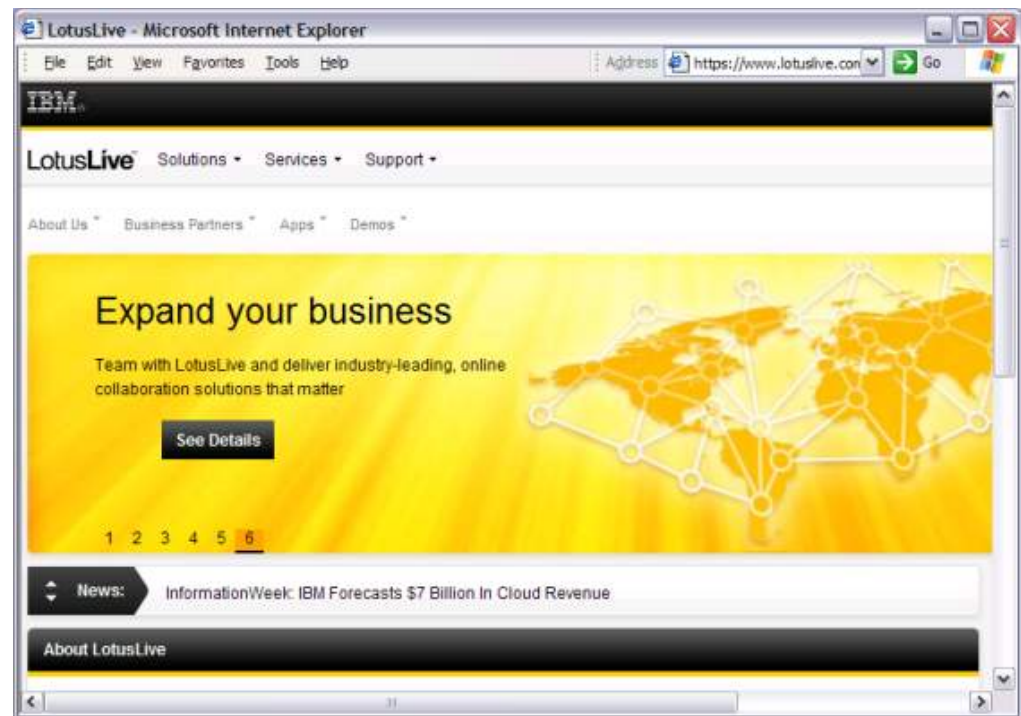 LotusLive - Microsoft Internet Explorer
File Edit View Favorites Tools Help Address https://www.lotuslive.con Go
IBM®
LotusLive™ Solutions Services Support
About Us Business Partners Apps Demos
Expand your business
Team with LotusLive and deliver industry-leading, online
collaboration solutions that matter
See Details
1 2 3 4 5 6
News: InformationWeek: IBM Forecasts $7 Billion In Cloud Revenue
About LotusLive